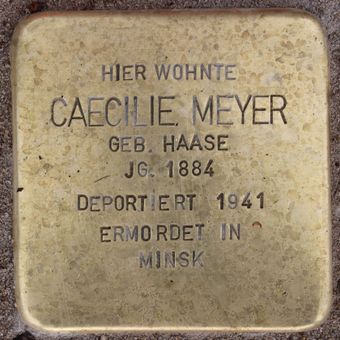 HIER WOHNTE
CAECILIE MEYER
GEB. HAASE
JG. 1884
DEPORTIERT 1941
ERMORDET IN
MINSK